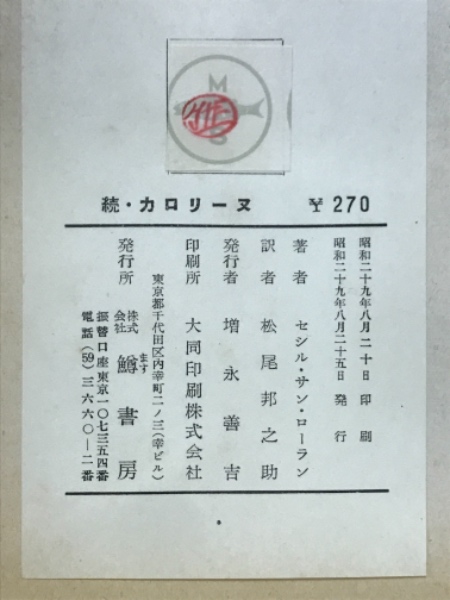 続・カロリーヌ ¥270
昭和二十九年八月二十日 印刷
昭和二十九年八月二十五日 発行
著者 セシル・サン・ローラン
訳者 松尾邦之助
発行者 増永善吉
印刷所 大同印刷株式会社
東京都千代田区内幸町二ノ三(幸ビル)
発行所 株式会社 鱒書房
ます
振替口座東京一〇七三五四番
電話(59)三六六〇—二番